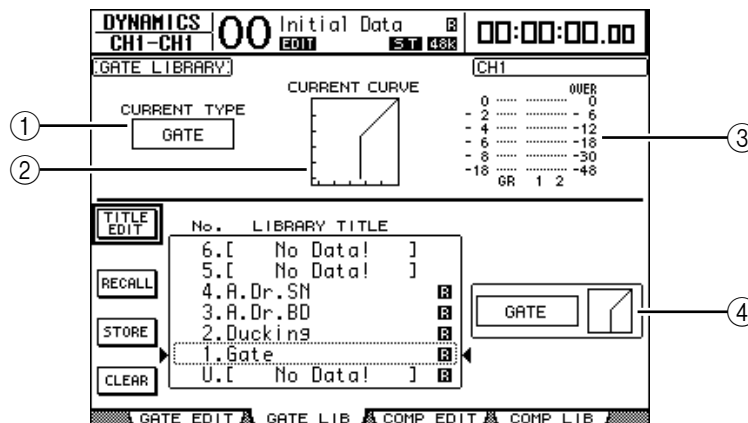 DYNAMICS
CH1-CH1
00 Initial Data R
EDIT ST 48K
00:00:00.00
GATE LIBRARY
CH1
CURRENT TYPE
GATE
CURRENT CURVE
OVER
0 0
-2 -6
-4 -12
-6 -18
-8 -30
-18 -48
GR 1 2
1
2
3
TITLE EDIT
RECALL
STORE
CLEAR
No. LIBRARY TITLE
6.[ No Data! ]
5.[ No Data! ]
4.A.Dr.SN R
3.A.Dr.BD R
2.Ducking R
1.Gate R
U.[ No Data! ] R
GATE
4
GATE EDIT GATE LIB COMP EDIT COMP LIB